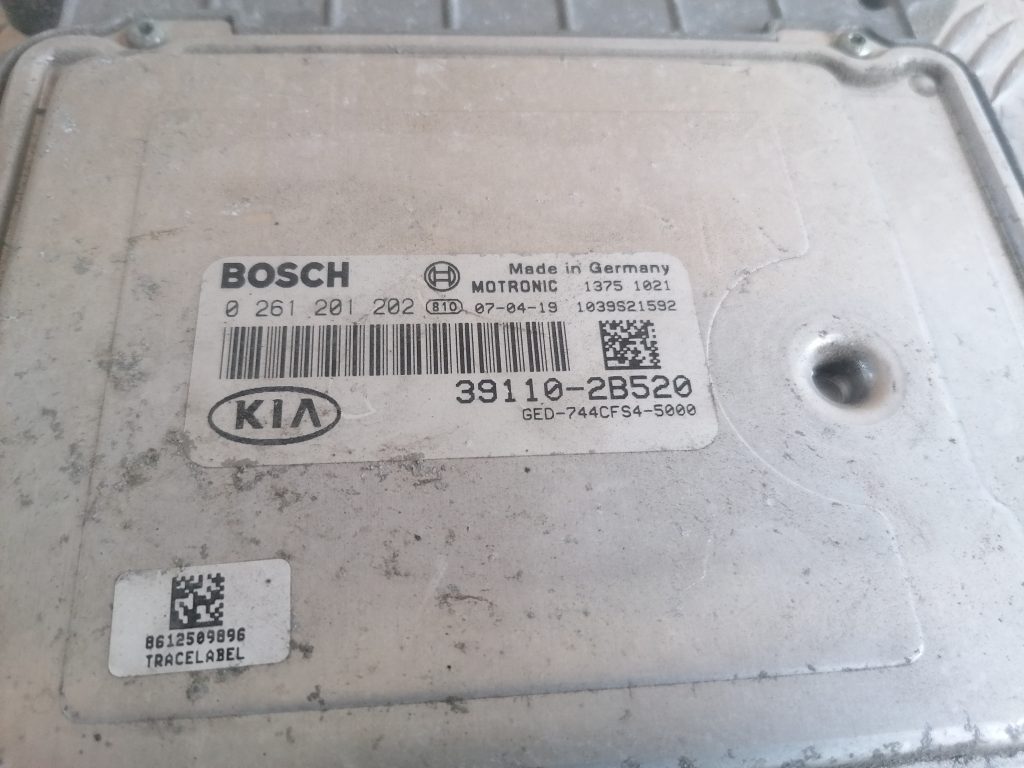 BOSCH
Made in Germany
MOTRONIC 1375 1021
0 261 201 202 810 07-04-19 1039S21592
39110-2B520
KIA
GED-744CFS4-5000
8612509896
TRACELABEL